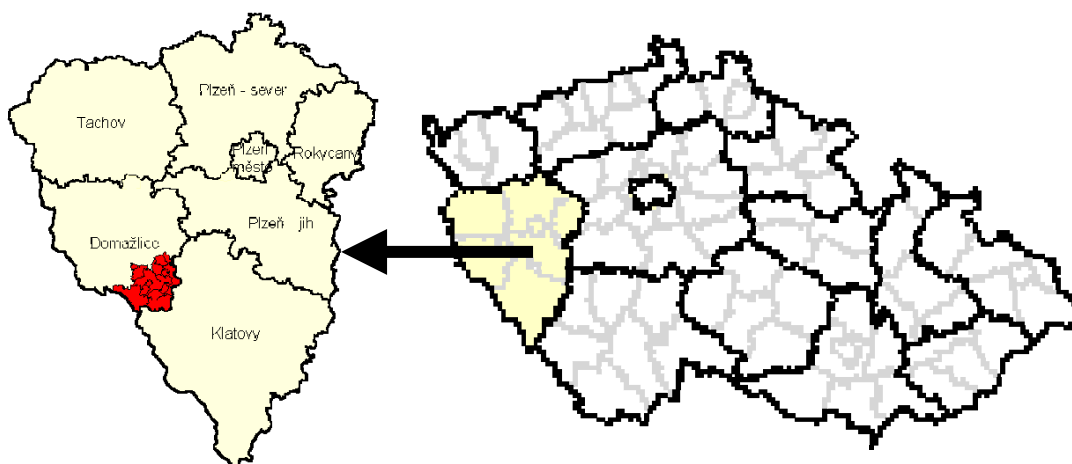 Plzeň - sever
Tachov
Plzeň
město
Rokycany
Plzeň jih
Domažlice
Klatovy